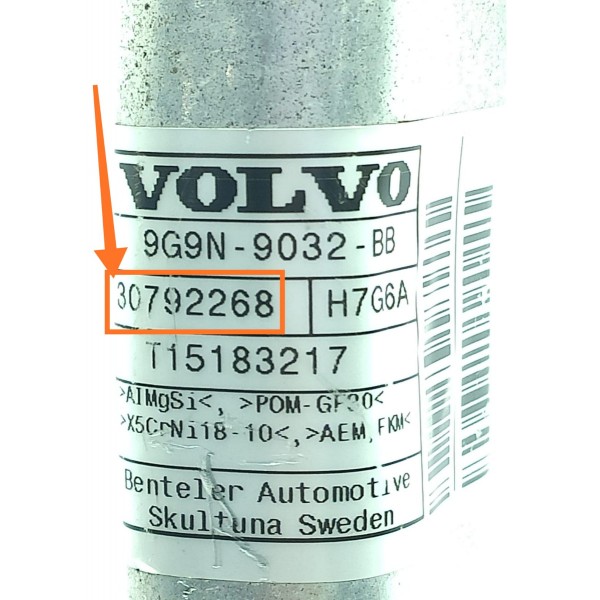 VOLVO
9G9N-9032-BB
30792268 H7G6A
T15183217
>AlMgSi<, >POM-GF30<
>X5CrNi18-10<,>AEM,FKM<
Benteler Automotive
Skultuna Sweden